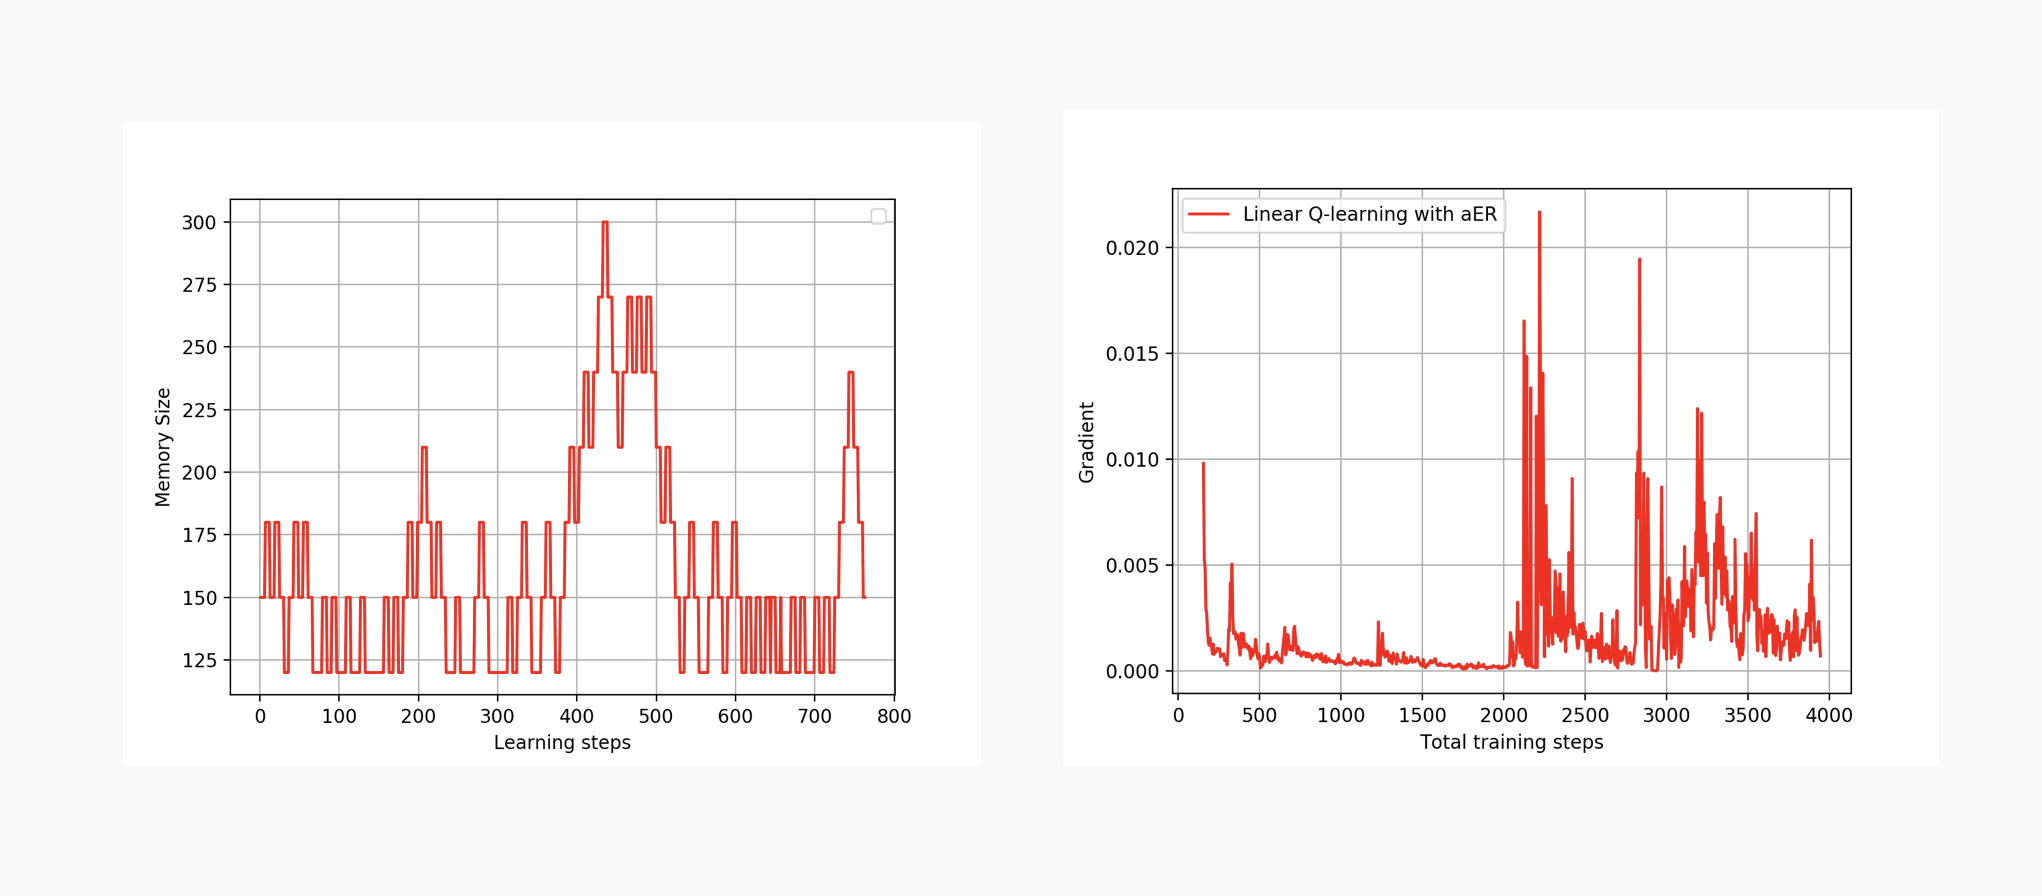 300
275
250
225
200
175
150
125
Memory Size
0 100 200 300 400 500 600 700 800
Learning steps
Linear Q-learning with aER
0.020
0.015
0.010
0.005
0.000
Gradient
0 500 1000 1500 2000 2500 3000 3500 4000
Total training steps